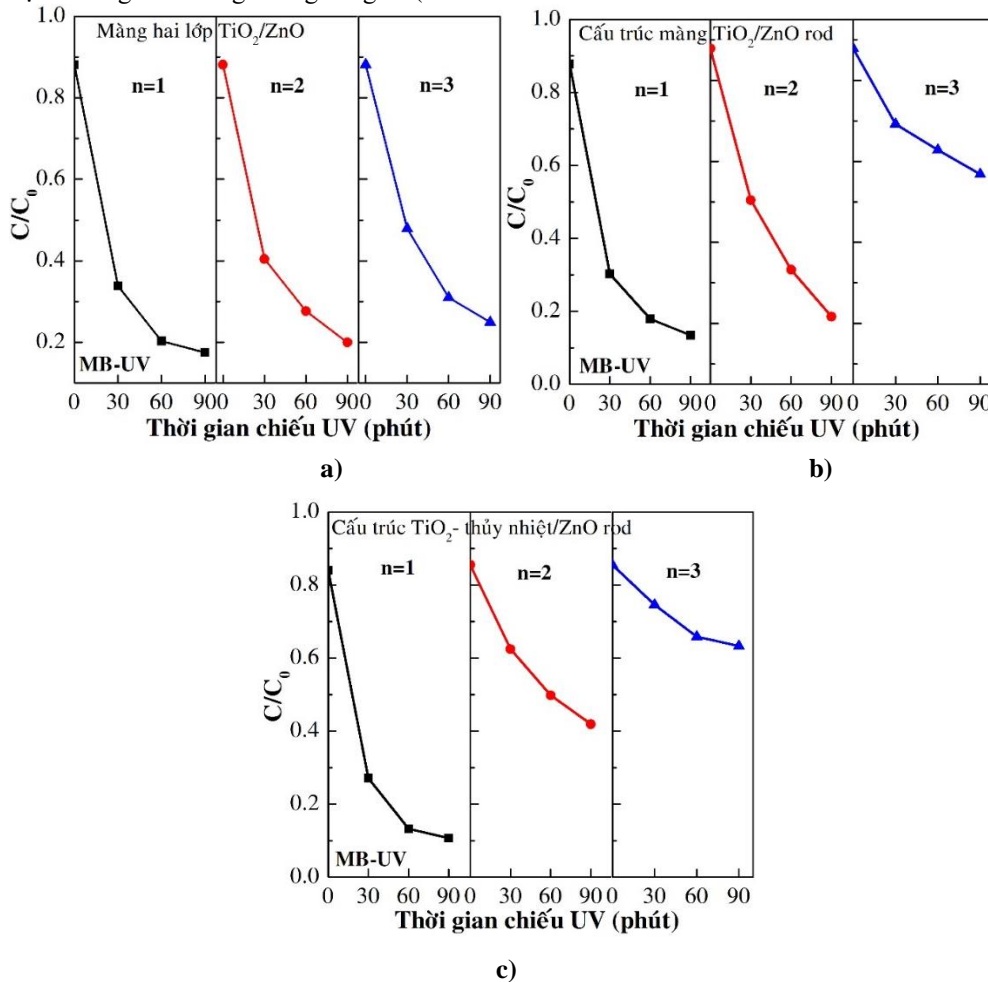 a)
Màng hai lớp TiO₂/ZnO
n=1
n=2
n=3
C/C₀
1.0
0.8
0.6
0.4
0.2
MB-UV
0 30 60 90 0 30 60 90 0 30 60 90
Thời gian chiếu UV (phút)
a)
b)
Cấu trúc màng TiO₂/ZnO rod
n=1
n=2
n=3
C/C₀
1.0
0.8
0.6
0.4
0.2
0.0
MB-UV
0 30 60 90 0 30 60 90 0 30 60 90
Thời gian chiếu UV (phút)
b)
Cấu trúc TiO₂- thủy nhiệt/ZnO rod
n=1
n=2
n=3
C/C₀
1.0
0.8
0.6
0.4
0.2
0.0
MB-UV
0 30 60 90 0 30 60 90 0 30 60 90
Thời gian chiếu UV (phút)
c)